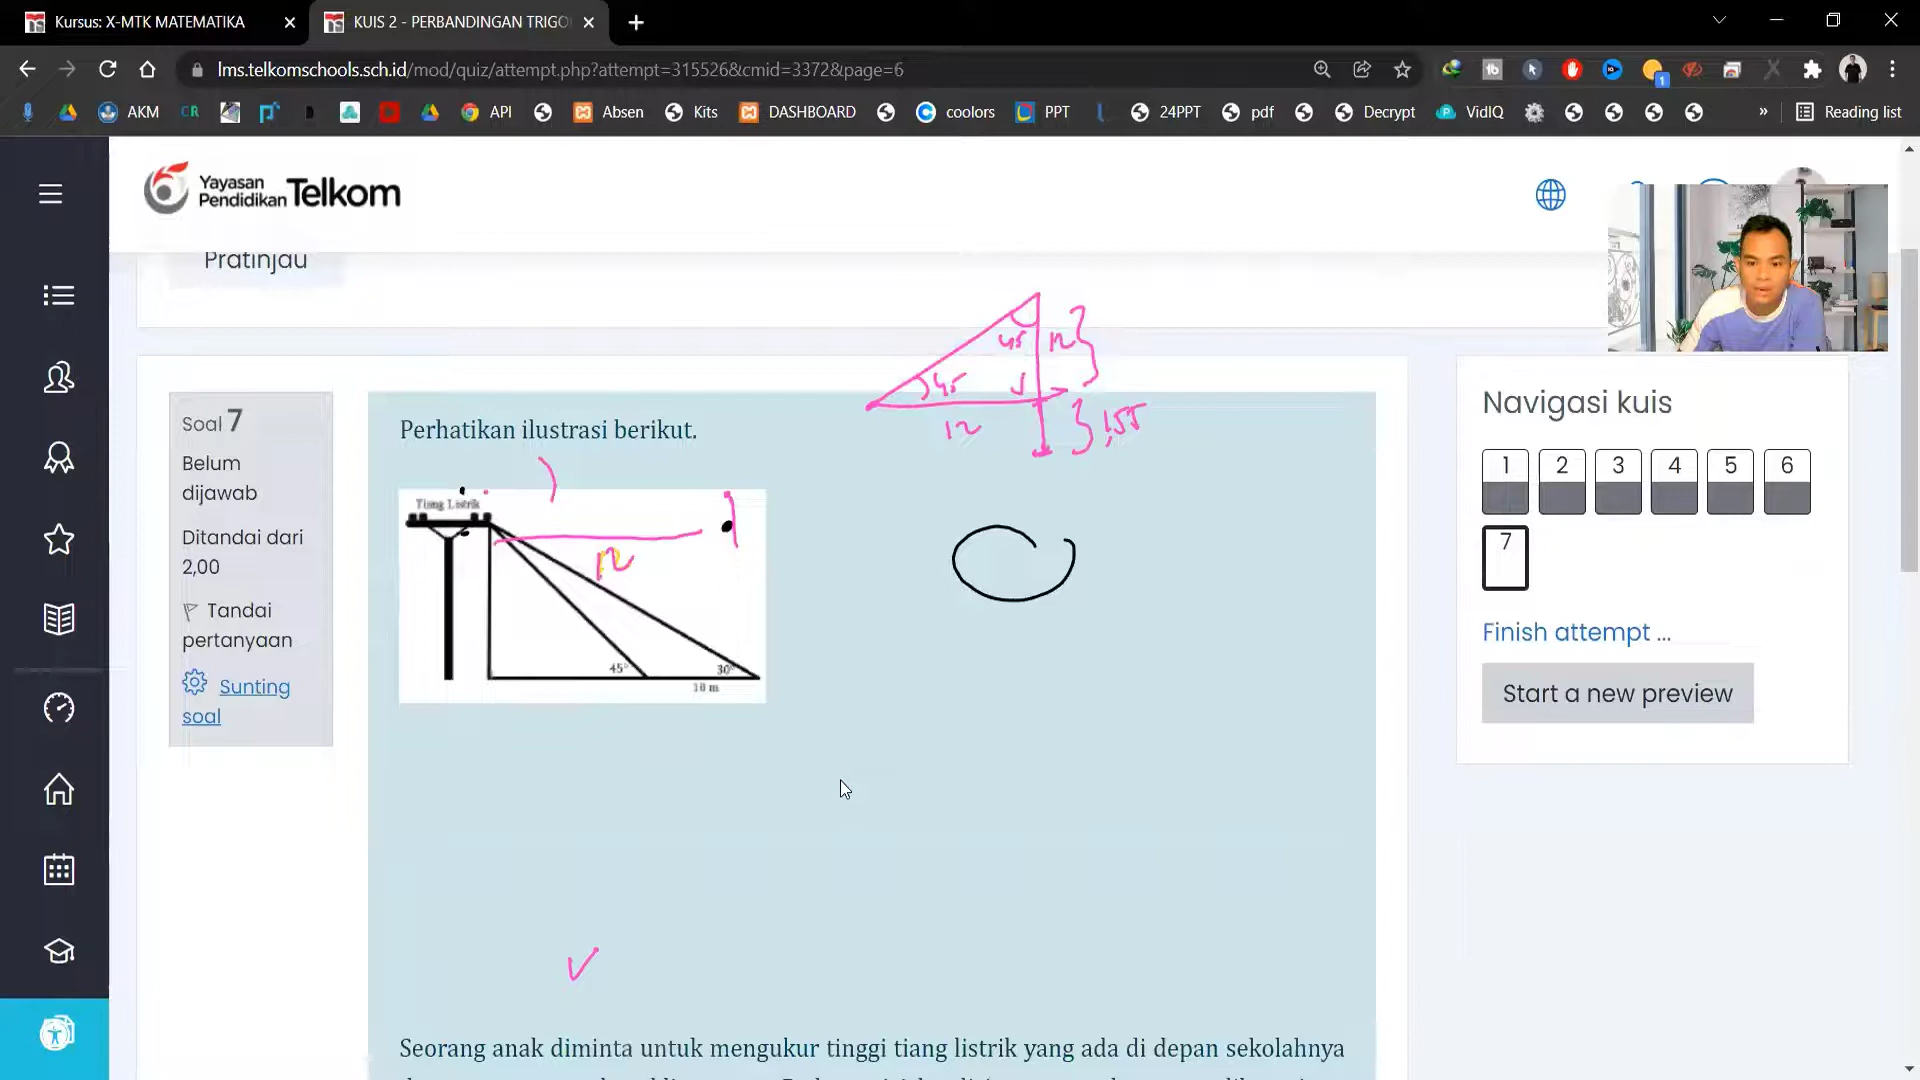 Kursus: X-MTK MATEMATIKA
KUIS 2 - PERBANDINGAN TRIGO
lms.telkomschools.sch.id/mod/quiz/attempt.php?attempt=315526&cmid=3372&page=6
AKM
CR
API
Absen
Kits
DASHBOARD
coolors
PPT
24PPT
pdf
Decrypt
VidIQ
»
Reading list
Yayasan
Pendidikan Telkom
Pratinjau
Soal 7
Belum
dijawab
Ditandai dari
2,00
Tandai
pertanyaan
Sunting
soal
Perhatikan ilustrasi berikut.
45
12
45
12
1,55
Tiang Listrik
12
45°
30°
10 m
Seorang anak diminta untuk mengukur tinggi tiang listrik yang ada di depan sekolahnya
Navigasi kuis
1 2 3 4 5 6
7
Finish attempt ...
Start a new preview